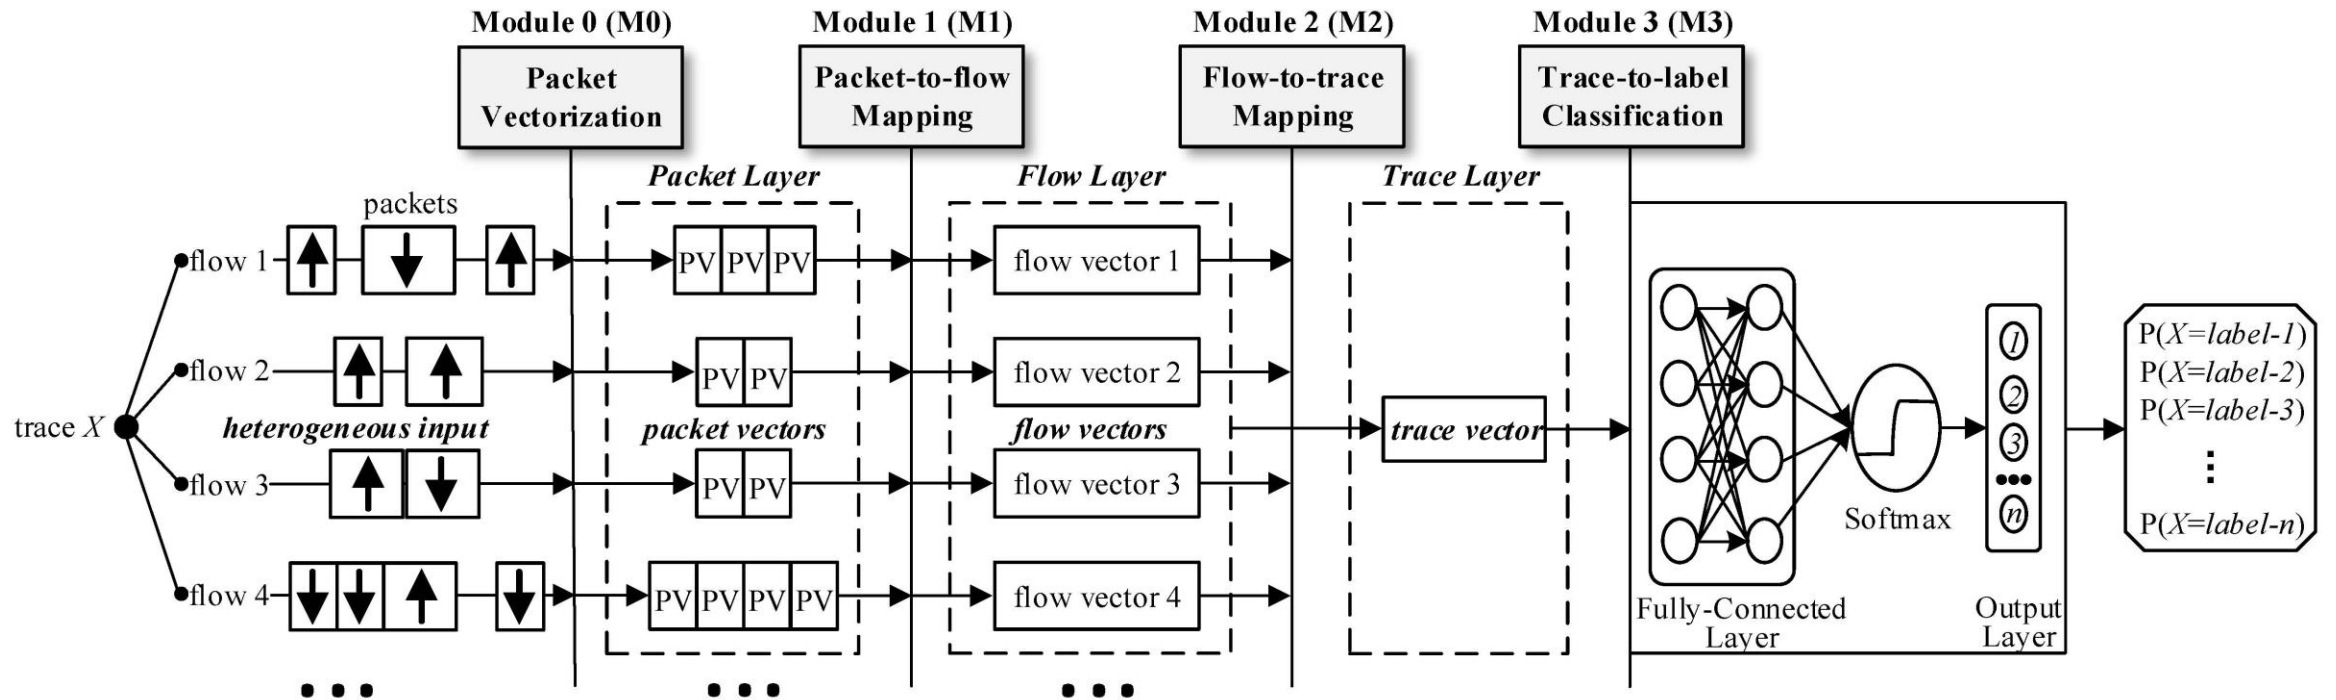 Module 0 (M0)
Module 1 (M1)
Module 2 (M2)
Module 3 (M3)
Packet
Vectorization
Packet-to-flow
Mapping
Flow-to-trace
Mapping
Trace-to-label
Classification
Packet Layer
Flow Layer
Trace Layer
packets
flow 1
PV PV PV
flow vector 1
flow 2
PV PV
flow vector 2
trace X
heterogeneous input
packet vectors
flow vectors
trace vector
flow 3
PV PV
flow vector 3
flow 4
PV PV PV PV
flow vector 4
Fully-Connected
Layer
Softmax
1
2
3
•••
n
Output
Layer
P(X=label-1)
P(X=label-2)
P(X=label-3)
⋮
P(X=label-n)
• • •
• • •
• • •